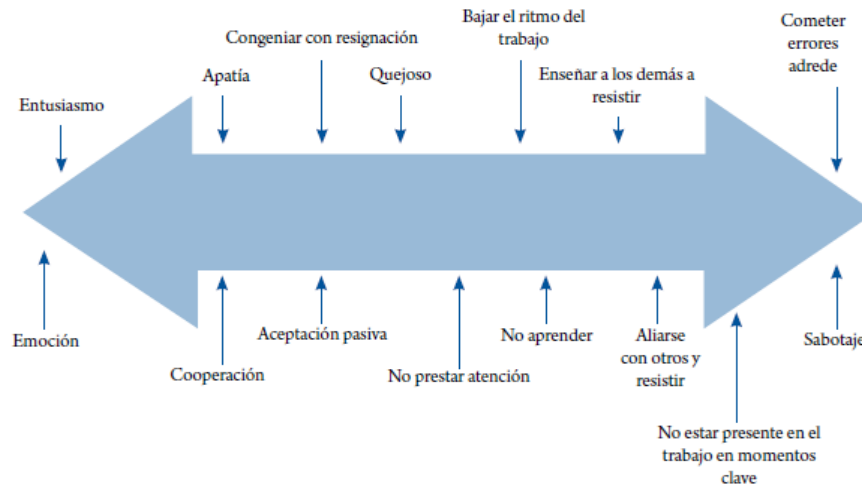 Congeniar con resignación
Bajar el ritmo del
trabajo
Cometer
errores
adrede
Entusiasmo
Apatía
Quejoso
Enseñar a los demás a
resistir
Emoción
Cooperación
Aceptación pasiva
No prestar atención
No aprender
Aliarse
con otros y
resistir
Sabotaje
No estar presente en el
trabajo en momentos
clave